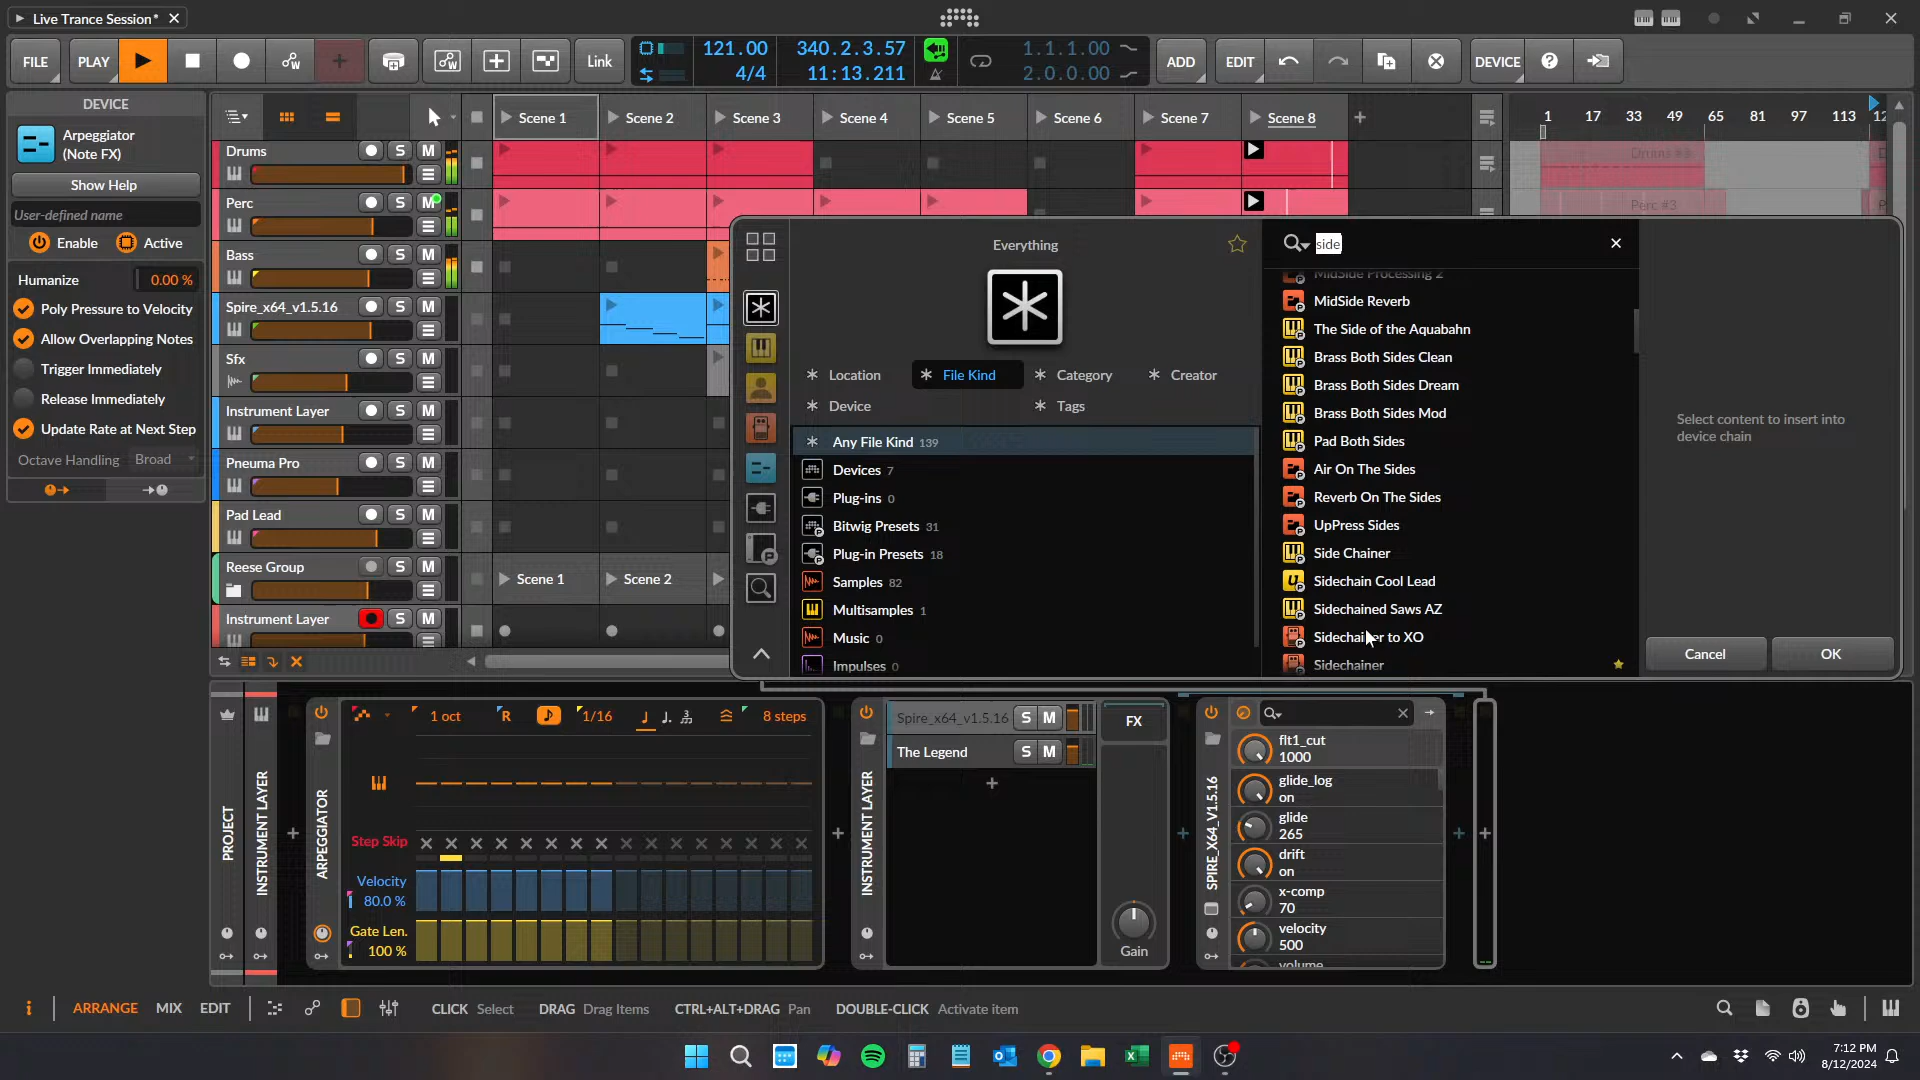 Live Trance Session*
FILE
PLAY
Link
121.00
4/4
340.2.3.57
11:13.211
1.1.1.00
2.0.0.00
ADD
EDIT
DEVICE
DEVICE
Arpeggiator
(Note FX)
Show Help
User-defined name
Enable
Active
Humanize
0.00 %
Poly Pressure to Velocity
Allow Overlapping Notes
Trigger Immediately
Release Immediately
Update Rate at Next Step
Octave Handling
Broad
Scene 1
Scene 2
Scene 3
Scene 4
Scene 5
Scene 6
Scene 7
Scene 8
1
17
33
49
65
81
97
113
Drums
S
M
Perc
S
M
Bass
S
M
Spire_x64_v1.5.16
S
M
Sfx
S
M
Instrument Layer
S
M
Pneuma Pro
S
M
Pad Lead
S
M
Reese Group
S
M
Scene 1
Scene 2
Instrument Layer
S
M
Perc #3
Everything
Location
File Kind
Category
Creator
Device
Tags
Any File Kind 139
Devices 7
Plug-ins 0
Bitwig Presets 31
Plug-in Presets 18
Samples 82
Multisamples 1
Music 0
Impulses 0
side
MidSide Processing 2
MidSide Reverb
The Side of the Aquabahn
Brass Both Sides Clean
Brass Both Sides Dream
Brass Both Sides Mod
Pad Both Sides
Air On The Sides
Reverb On The Sides
UpPress Sides
Side Chainer
Sidechain Cool Lead
Sidechained Saws AZ
Sidechainer to XO
Sidechainer
Select content to insert into
device chain
Cancel
OK
PROJECT
INSTRUMENT LAYER
ARPEGGIATOR
1 oct
R
1/16
8 steps
Step Skip
Velocity
80.0 %
Gate Len.
100 %
INSTRUMENT LAYER
Spire_x64_v1.5.16
S
M
The Legend
S
M
FX
Gain
SPIRE_X64_V1.5.16
flt1_cut
1000
glide_log
on
glide
265
drift
on
x-comp
70
velocity
500
volume
ARRANGE
MIX
EDIT
CLICK Select
DRAG Drag Items
CTRL+ALT+DRAG Pan
DOUBLE-CLICK Activate item
7:12 PM
8/12/2024